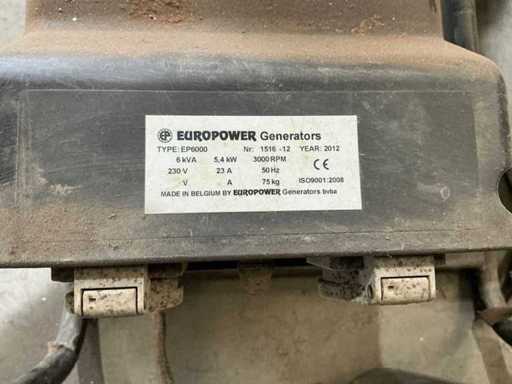 EP EUROPOWER Generators
TYPE: EP6000 Nr: 1516 -12 YEAR: 2012
6 kVA 5,4 kW 3000 RPM CE
230 V 23 A 50 Hz
V A 75 kg ISO9001:2008
MADE IN BELGIUM BY EUROPOWER Generators bvba